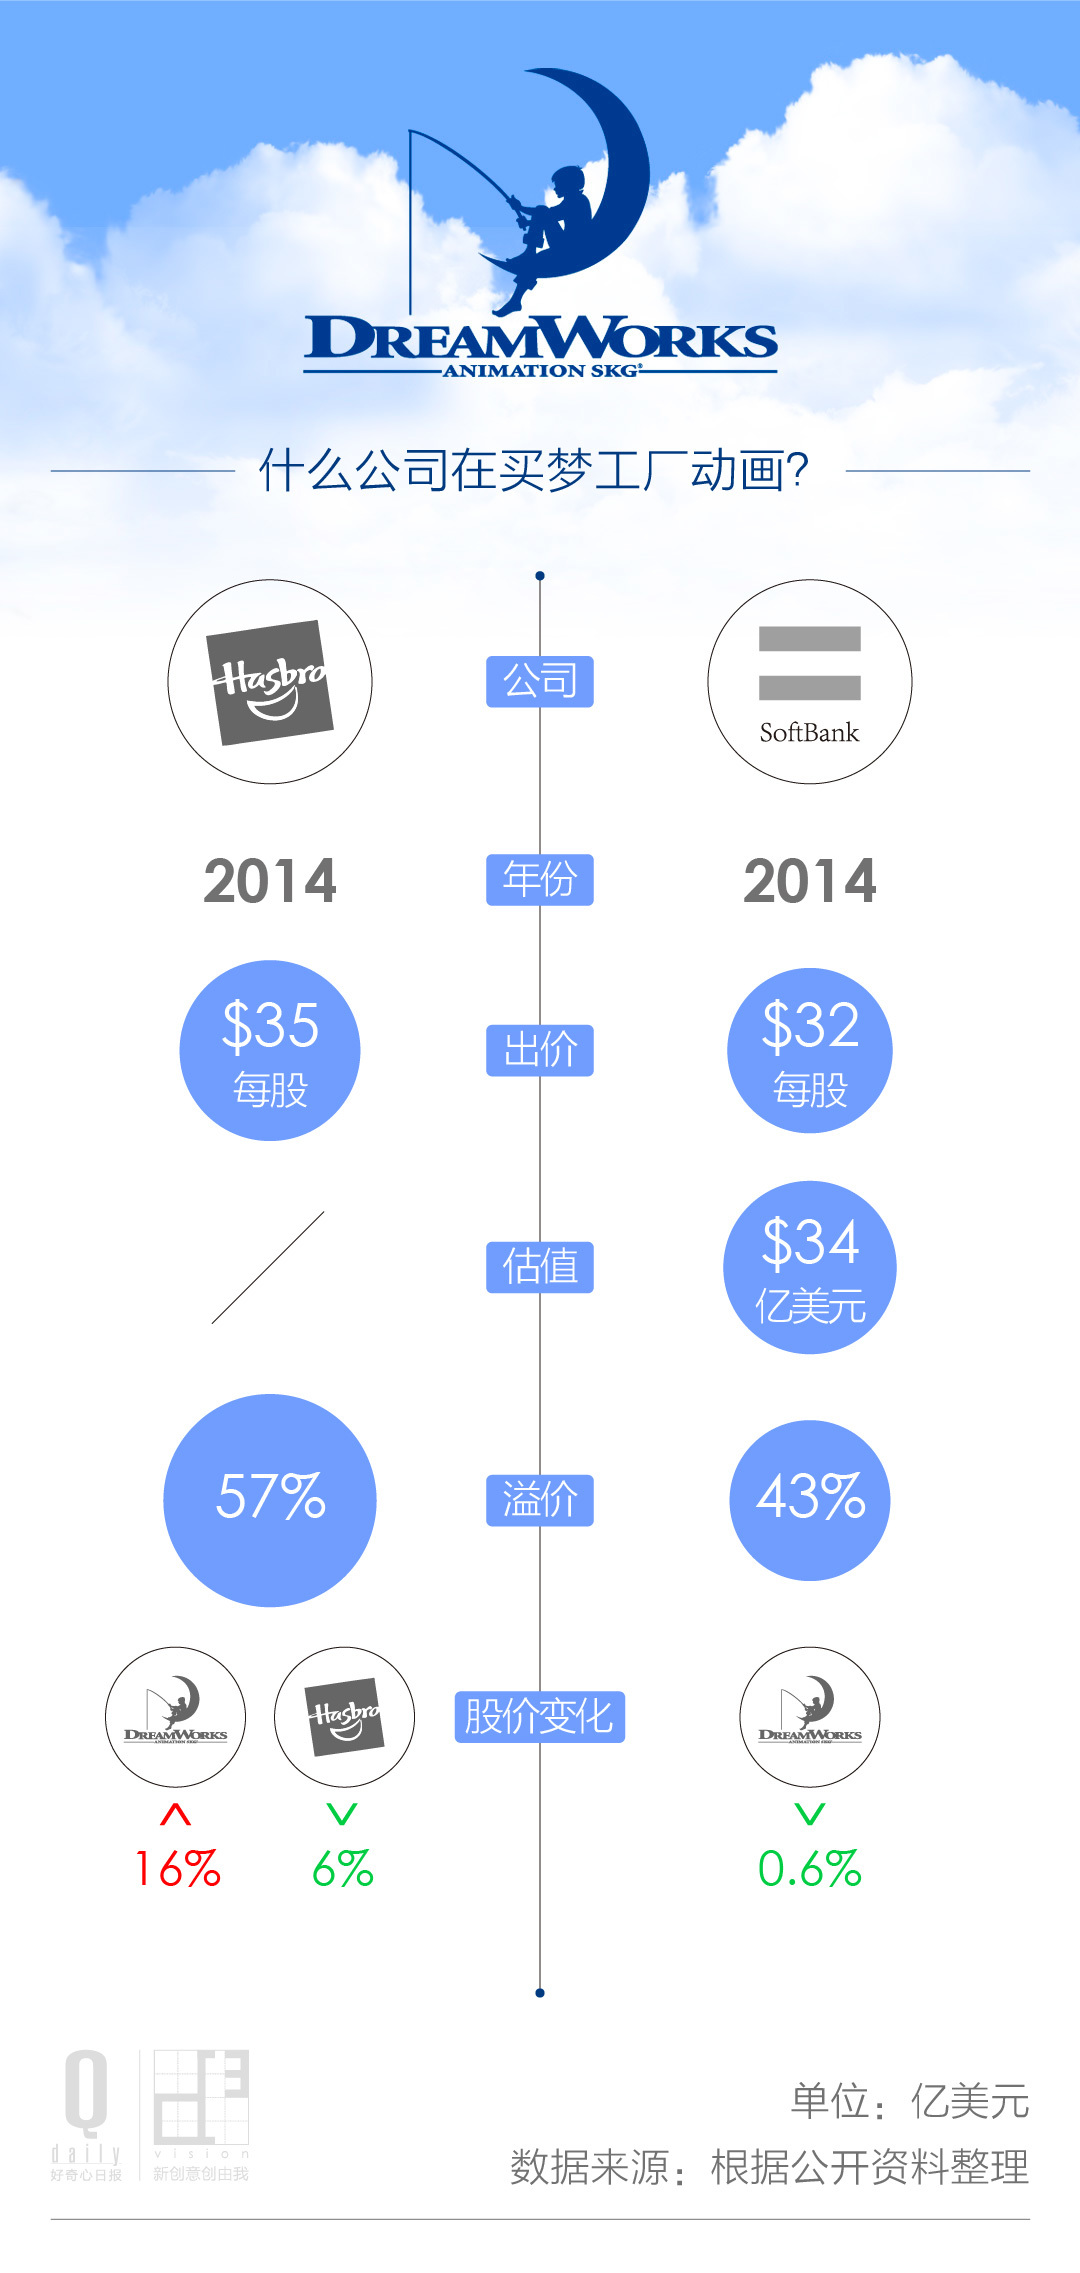 DREAMWORKS
ANIMATION SKG®
什么公司在买梦工厂动画?
Hasbro
公司
SoftBank
2014
年份
2014
$35
每股
出价
$32
每股
估值
$34
亿美元
57%
溢价
43%
DREAMWORKS
ANIMATION SKG
Hasbro
股价变化
DREAMWORKS
ANIMATION SKG
16%
6%
0.6%
Q
daily
好奇心日报
vision
新创意创由我
单位：亿美元
数据来源：根据公开资料整理